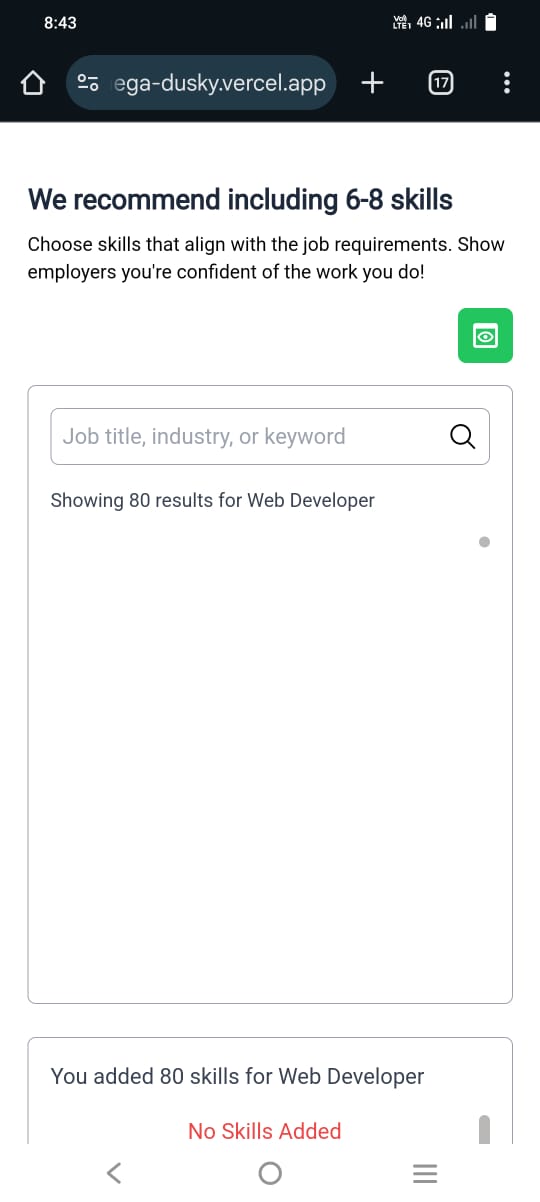 8:43
Vo) LTE1 4G
ega-dusky.vercel.app
17
We recommend including 6-8 skills
Choose skills that align with the job requirements. Show
employers you're confident of the work you do!
Job title, industry, or keyword
Showing 80 results for Web Developer
You added 80 skills for Web Developer
No Skills Added